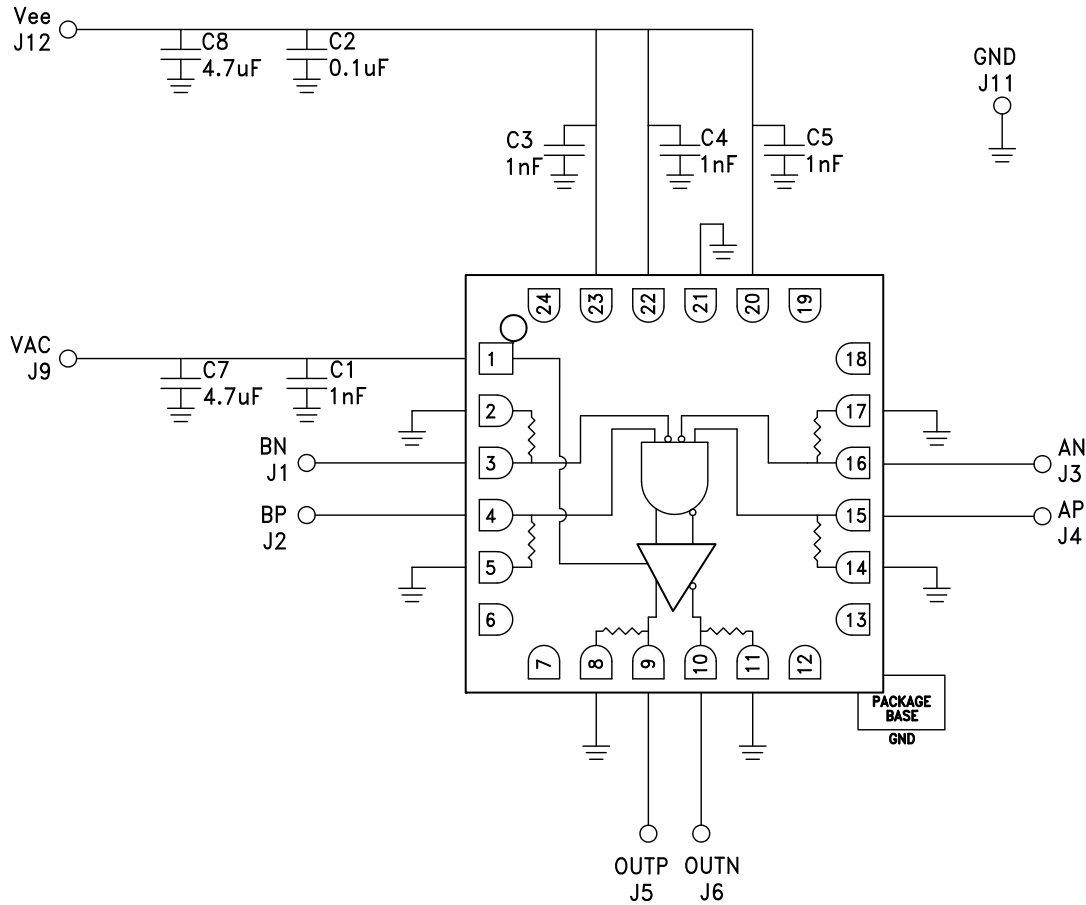 Vee
J12
C8
4.7uF
C2
0.1uF
GND
J11
C3
1nF
C4
1nF
C5
1nF
24
23
22
21
20
19
VAC
J9
C7
4.7uF
C1
1nF
1
18
2
17
BN
J1
3
16
AN
J3
BP
J2
4
15
AP
J4
5
14
6
13
7
8
9
10
11
12
PACKAGE
BASE
GND
OUTP
J5
OUTN
J6